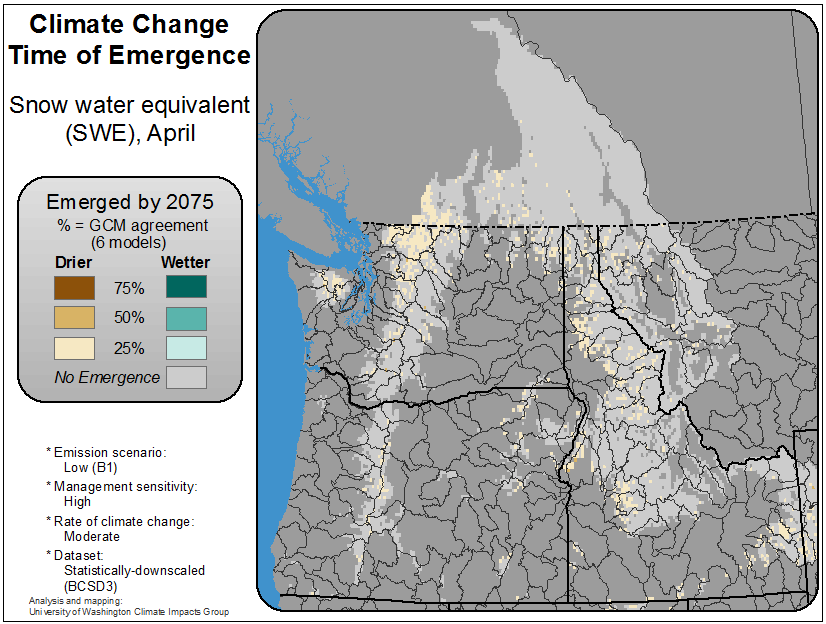 Climate Change
Time of Emergence
Snow water equivalent
(SWE), April
Emerged by 2075
% = GCM agreement
(6 models)
Drier Wetter
75%
50%
25%
No Emergence
* Emission scenario:
Low (B1)
* Management sensitivity:
High
* Rate of climate change:
Moderate
* Dataset:
Statistically-downscaled
(BCSD3)
Analysis and mapping:
University of Washington Climate Impacts Group